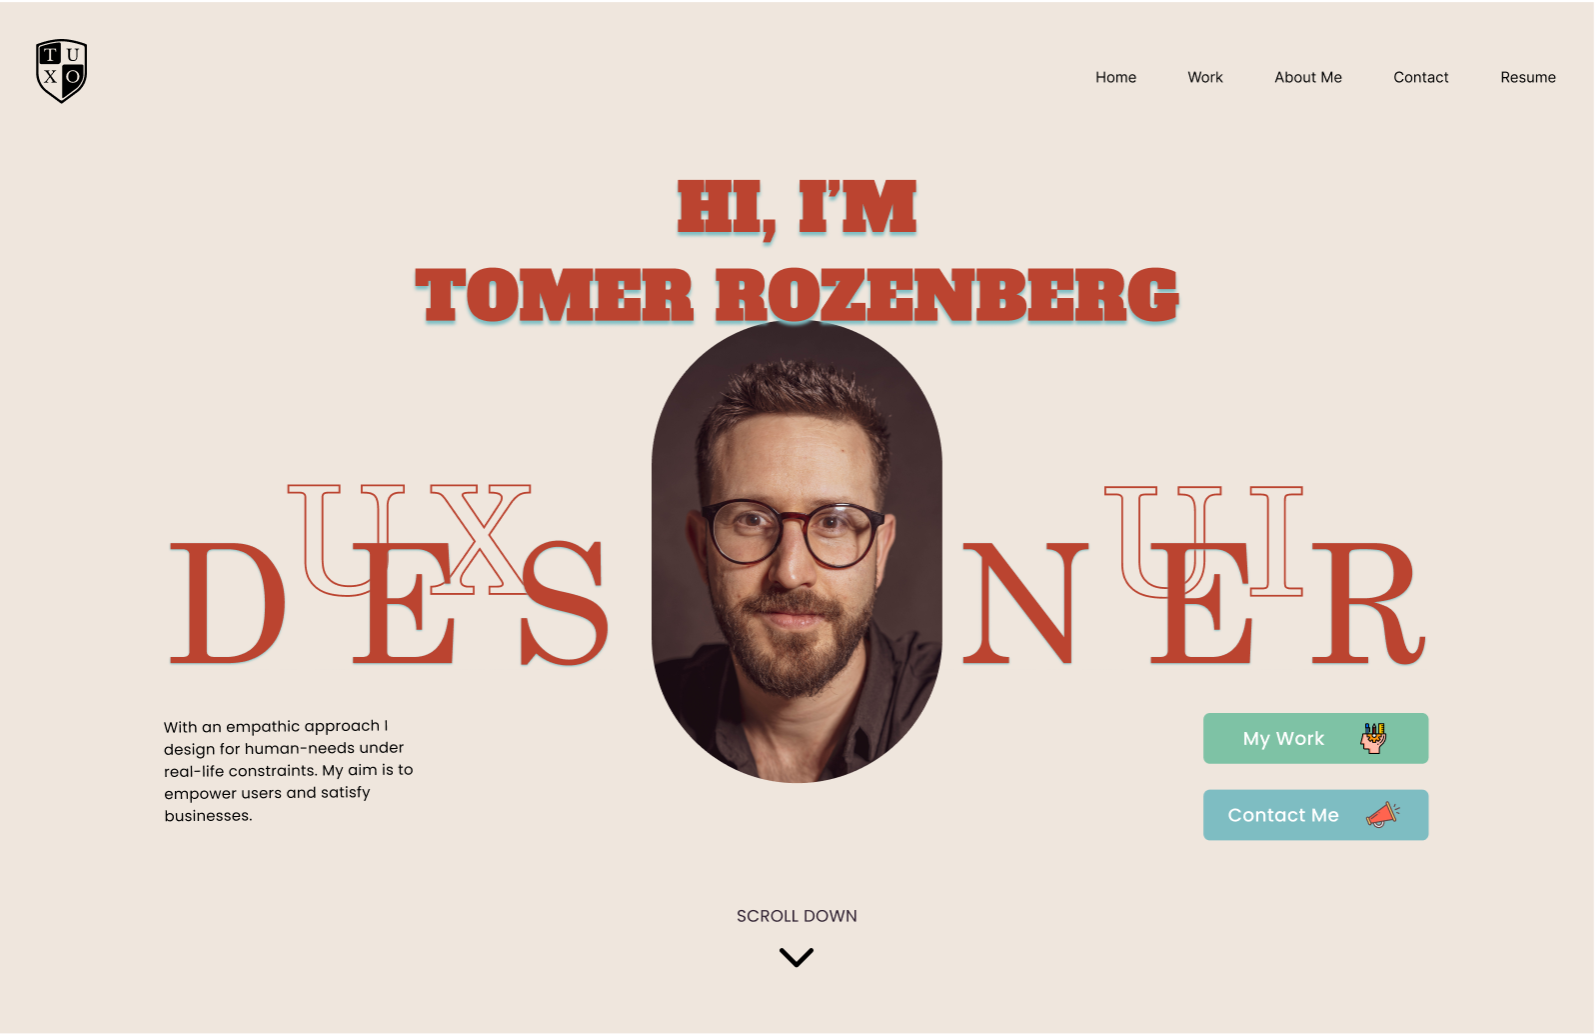 T U
X O
Home Work About Me Contact Resume
HI, I’M
TOMER ROZENBERG
UX UI
DES NER
With an empathic approach I
design for human-needs under
real-life constraints. My aim is to
empower users and satisfy
businesses.
My Work
Contact Me
SCROLL DOWN